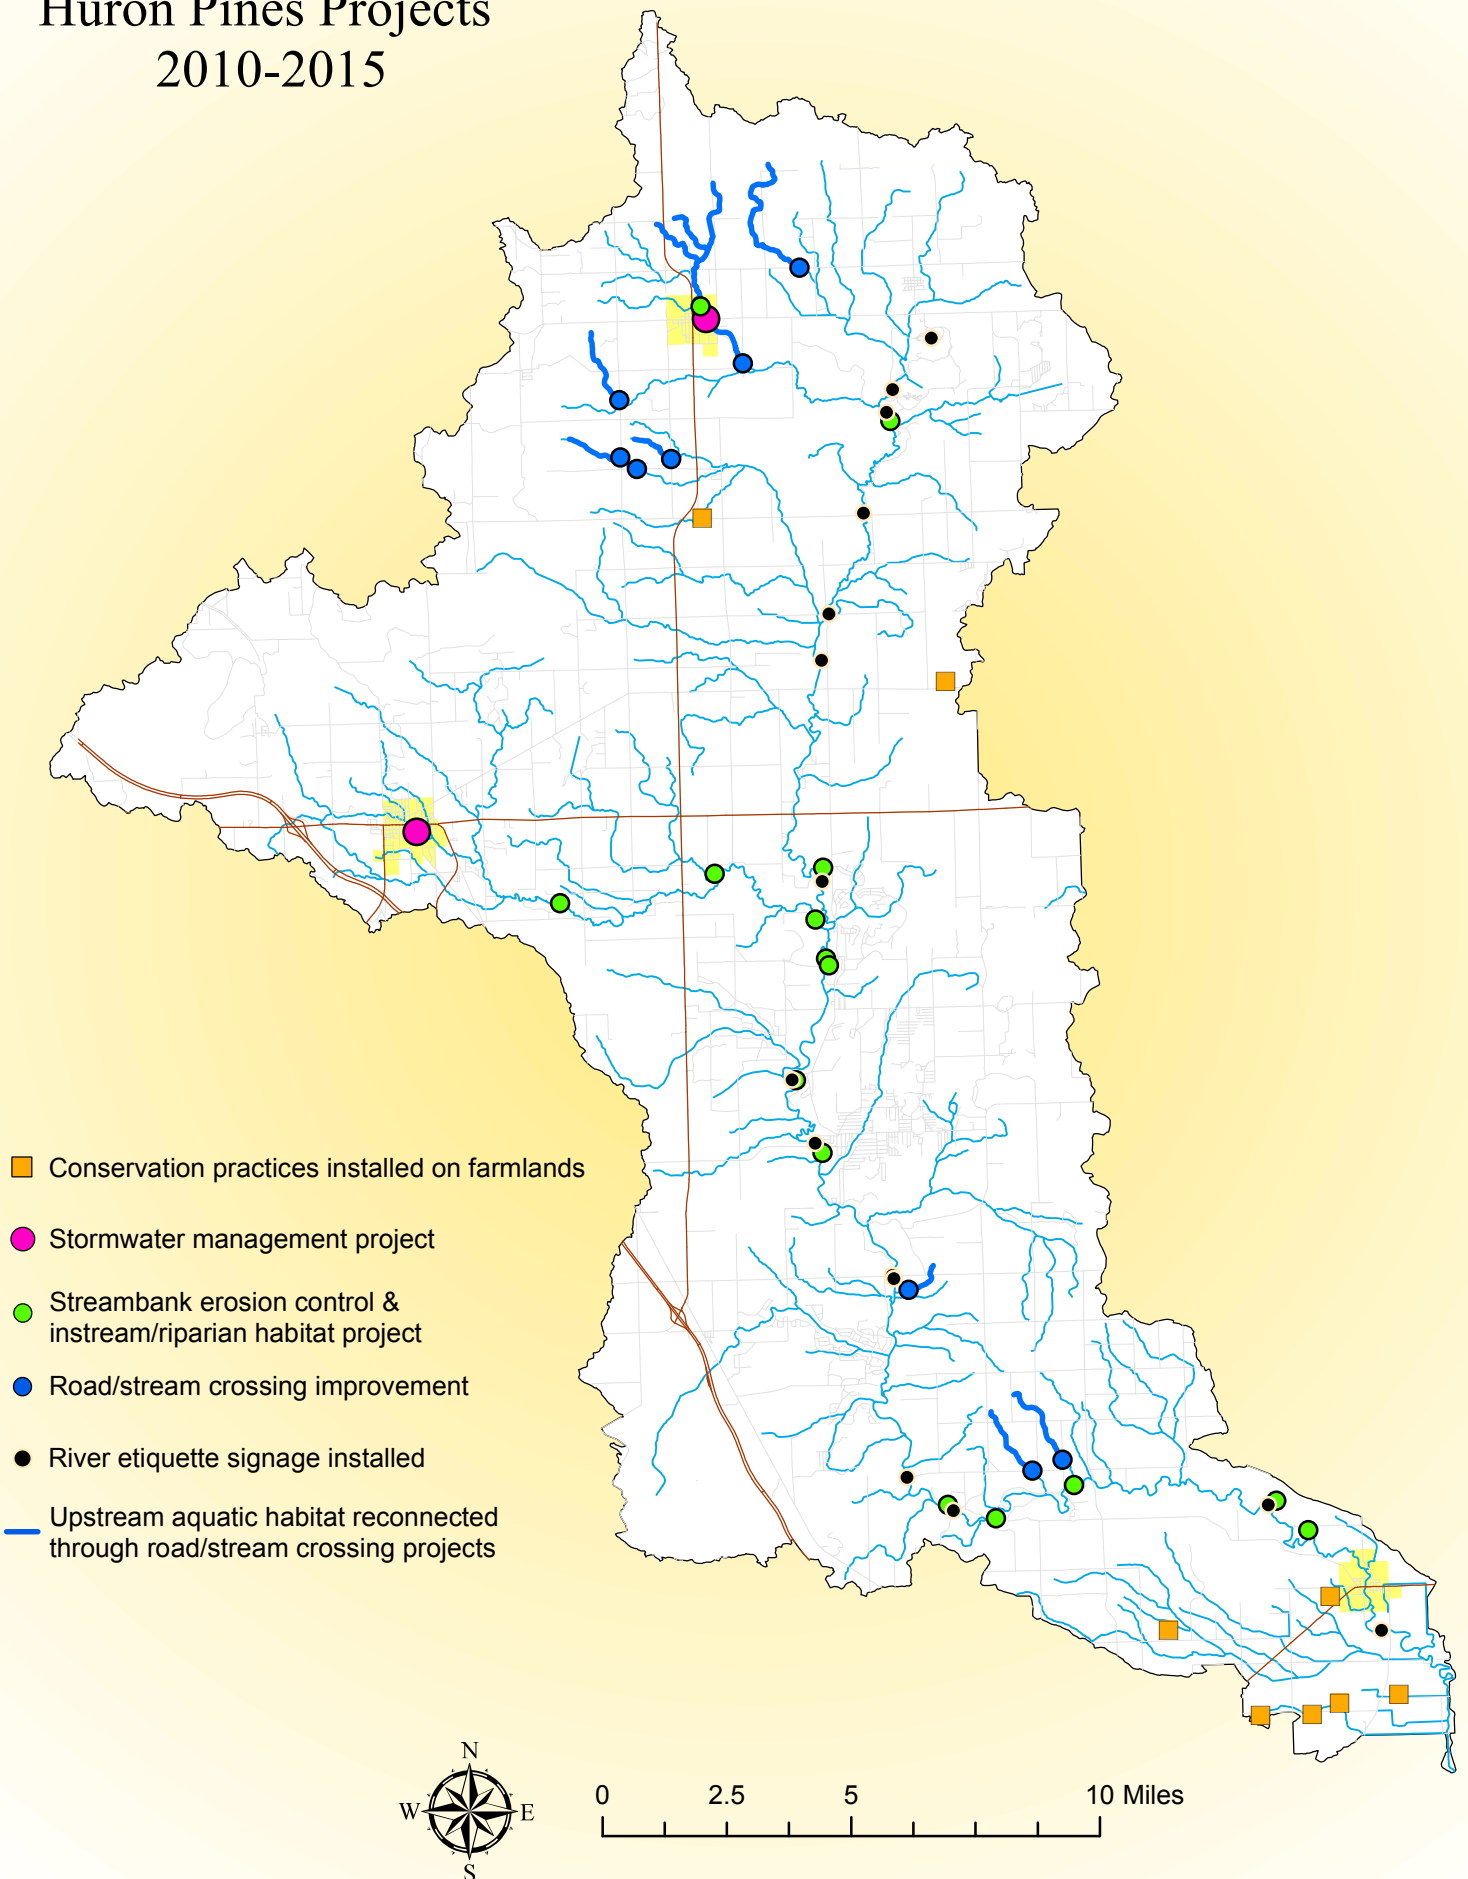 Huron Pines Projects
2010-2015
Conservation practices installed on farmlands
Stormwater management project
Streambank erosion control &
instream/riparian habitat project
Road/stream crossing improvement
River etiquette signage installed
Upstream aquatic habitat reconnected
through road/stream crossing projects
N
W E
S
0 2.5 5 10 Miles